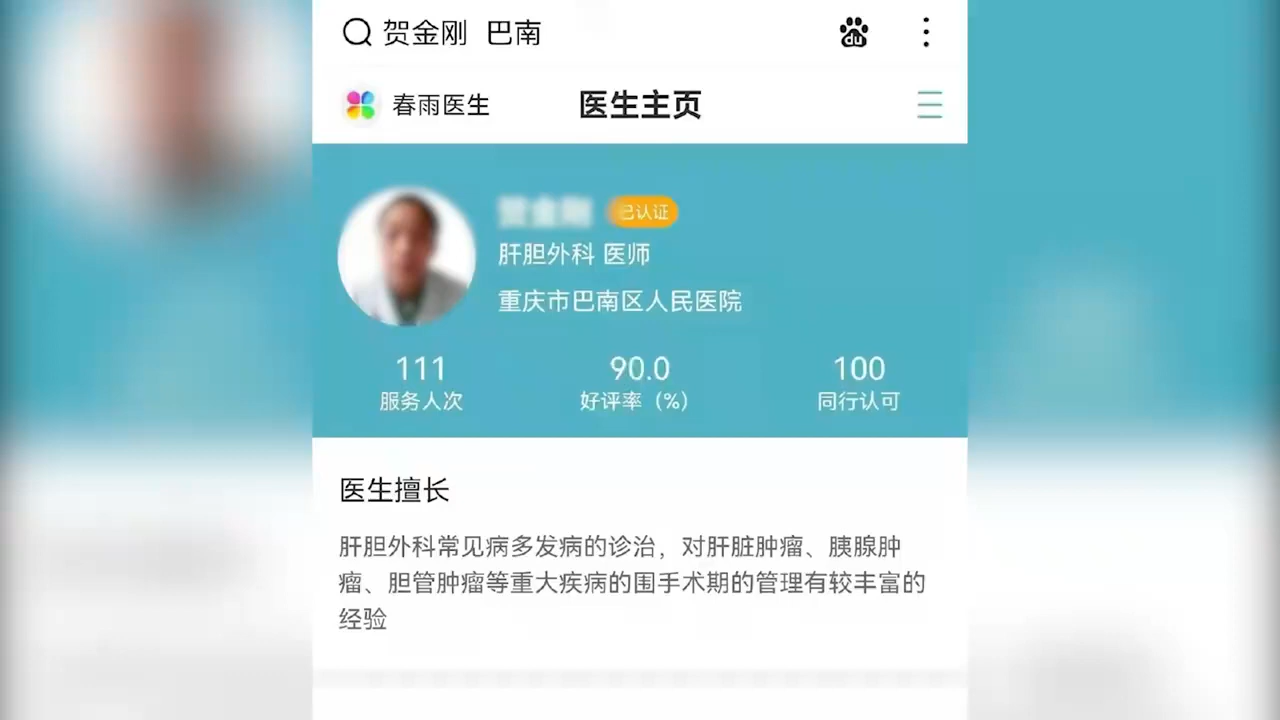 贺金刚 巴南
du
春雨医生
医生主页
已认证
肝胆外科 医师
重庆市巴南区人民医院
111
服务人次
90.0
好评率（%）
100
同行认可
医生擅长
肝胆外科常见病多发病的诊治，对肝脏肿瘤、胰腺肿
瘤、胆管肿瘤等重大疾病的围手术期的管理有较丰富的
经验